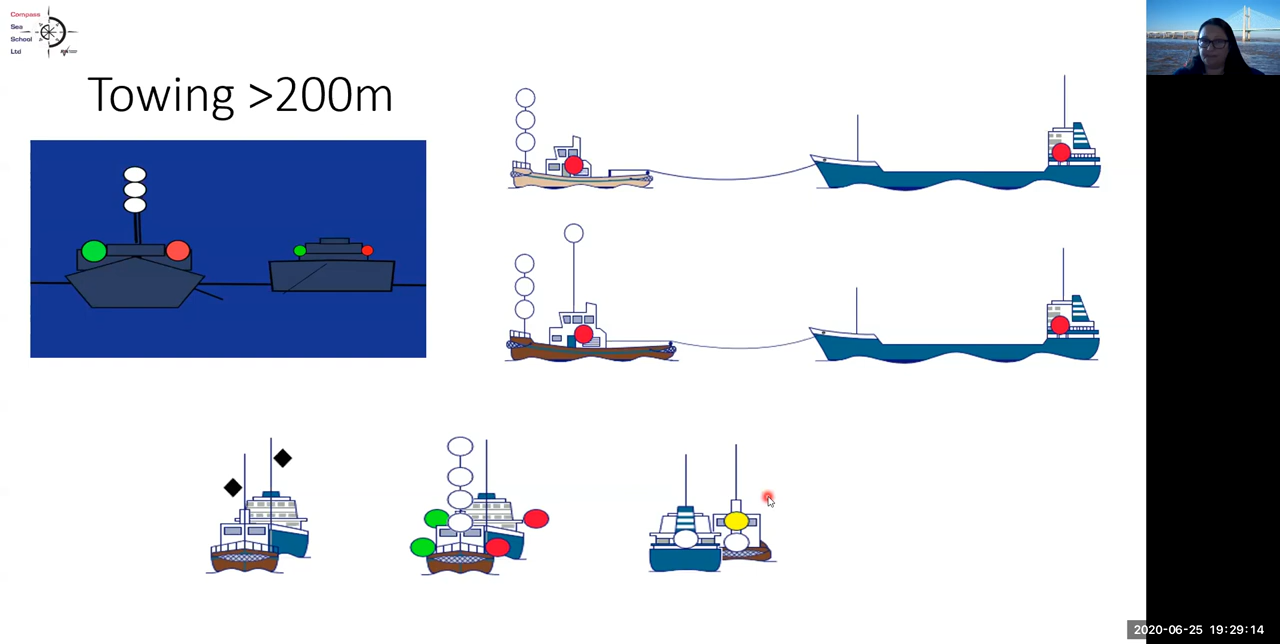 Compass
Sea
School
Ltd
Towing >200m
2020-06-25 19:29:14